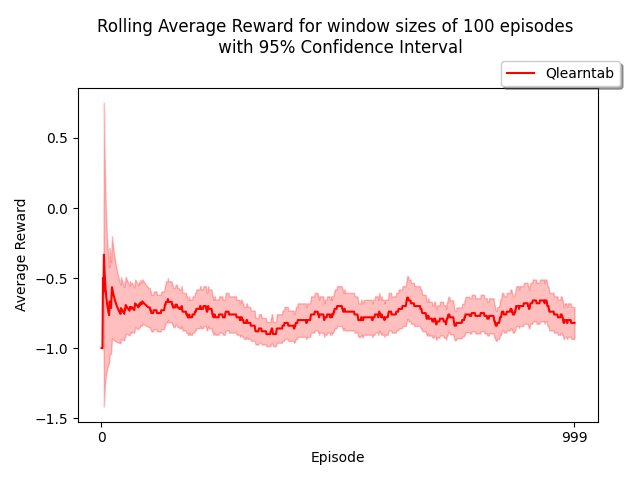 Rolling Average Reward for window sizes of 100 episodes
with 95% Confidence Interval
Qlearntab
Average Reward
0.5
0.0
−0.5
−1.0
−1.5
0
999
Episode